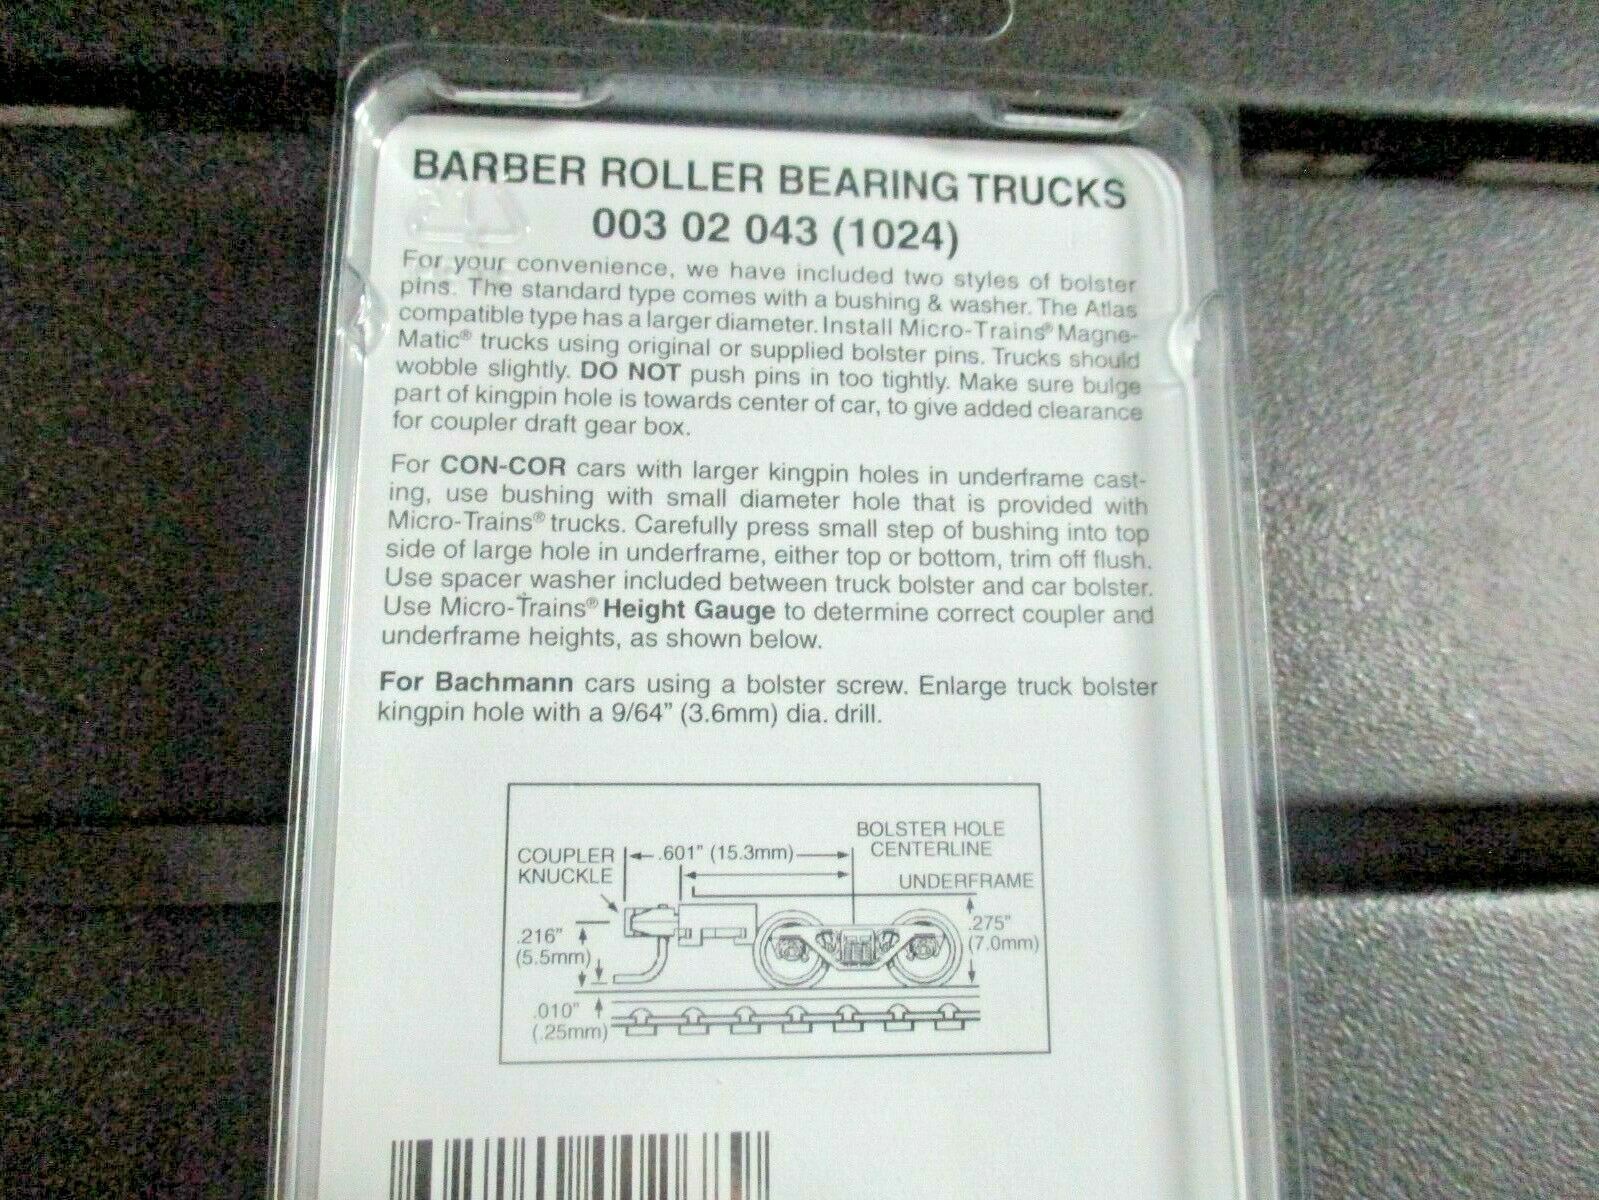 BARBER ROLLER BEARING TRUCKS
003 02 043 (1024)
For your convenience, we have included two styles of bolster
pins. The standard type comes with a bushing & washer. The Atlas
compatible type has a larger diameter. Install Micro-Trains® Magne-
Matic® trucks using original or supplied bolster pins. Trucks should
wobble slightly. DO NOT push pins in too tightly. Make sure bulge
part of kingpin hole is towards center of car, to give added clearance
for coupler draft gear box.
For CON-COR cars with larger kingpin holes in underframe cast-
ing, use bushing with small diameter hole that is provided with
Micro-Trains® trucks. Carefully press small step of bushing into top
side of large hole in underframe, either top or bottom, trim off flush.
Use spacer washer included between truck bolster and car bolster.
Use Micro-Trains® Height Gauge to determine correct coupler and
underframe heights, as shown below.
For Bachmann cars using a bolster screw. Enlarge truck bolster
kingpin hole with a 9/64” (3.6mm) dia. drill.
COUPLER
KNUCKLE
.601” (15.3mm)
BOLSTER HOLE
CENTERLINE
UNDERFRAME
.216”
(5.5mm)
.275”
(7.0mm)
.010”
(.25mm)